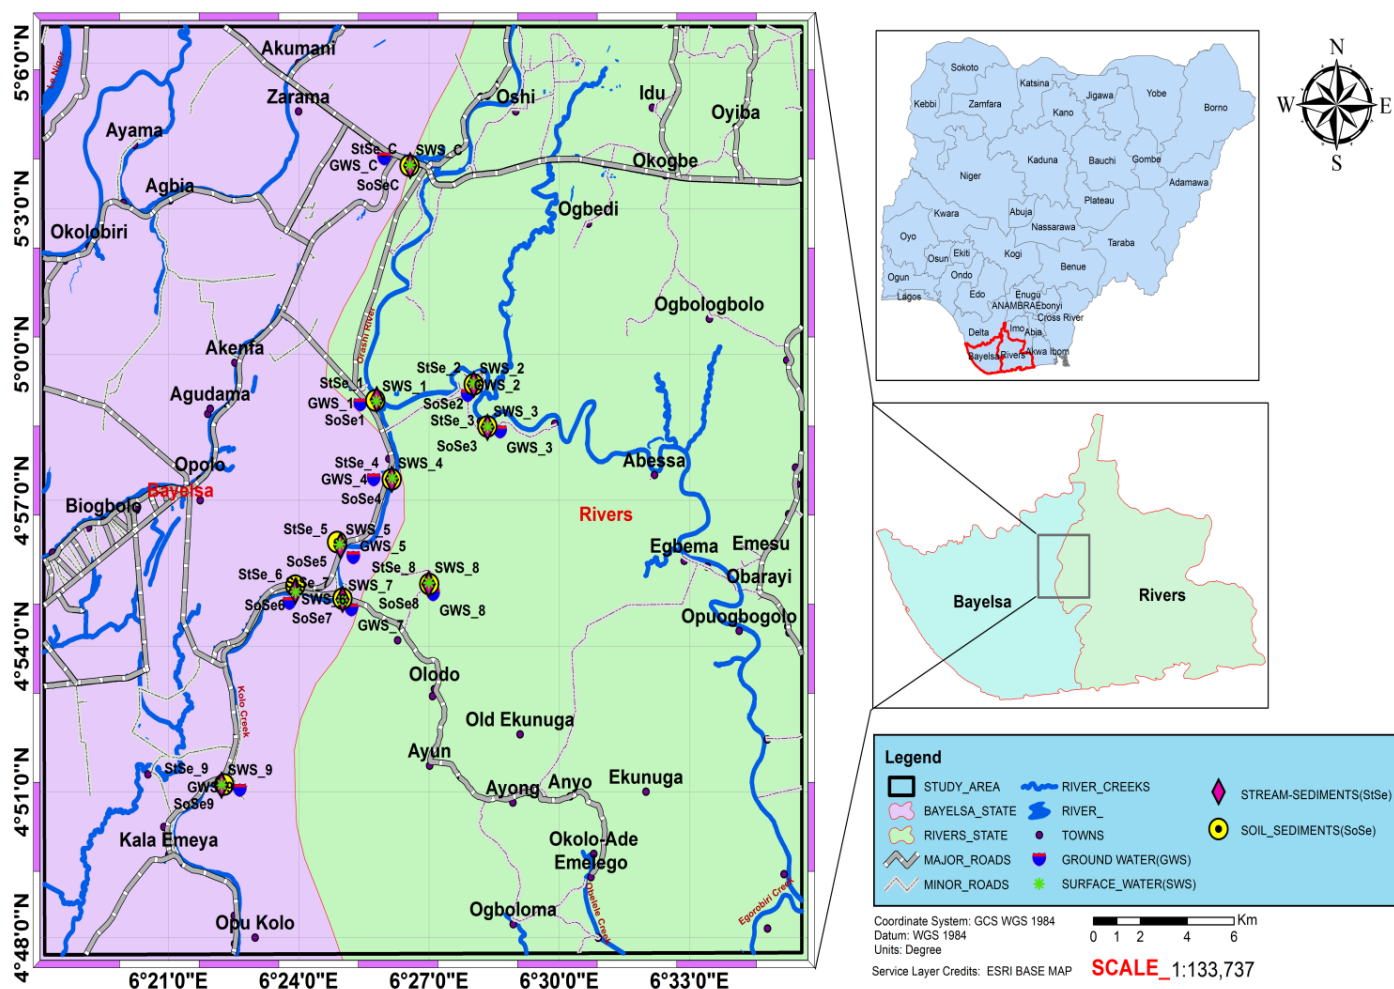 5°6'0"N
5°3'0"N
5°0'0"N
4°57'0"N
4°54'0"N
4°51'0"N
4°48'0"N
6°21'0"E
6°24'0"E
6°27'0"E
6°30'0"E
6°33'0"E
Akumani
Zarama
Oshi
Idu
Oyiba
Ayama
StSe_C
SWS_C
GWS_C
SoSeC
Okogbe
Agbia
Ogbedi
Okolobiri
Ogbologbolo
Orashi River
Akenfa
StSe_2
SWS_2
GWS_2
SoSe2
StSe_1
SWS_1
GWS_1
SoSe1
Agudama
StSe_3
SWS_3
SoSe3
GWS_3
StSe_4
SWS_4
GWS_4
SoSe4
Abessa
Opolo
Bayelsa
Biogbolo
Rivers
StSe_5
SWS_5
GWS_5
SoSe5
Egbema
Emesu
StSe_8
SWS_8
SoSe8
GWS_8
Obarayi
StSe_6
SoSe6
SWS_7
SoSe7
GWS_7
Opuogbogolo
Olodo
Kolo Creek
Old Ekunuga
Ayun
StSe_9
SWS_9
GWS_9
SoSe9
Ayong
Anyo
Ekunuga
Kala Emeya
Okolo-Ade
Emelego
Obelele Creek
Egorobiri Creek
Ogboloma
Opu Kolo
Sokoto
Katsina
Jigawa
Yobe
Borno
Kebbi
Zamfara
Kano
Kaduna
Bauchi
Gombe
Niger
Adamawa
Plateau
Kwara
Abuja
Nassarawa
Oyo
Taraba
Osun
Ekiti
Kogi
Benue
Ogun
Ondo
Lagos
Edo
Enugu
ANAMBRA
Ebonyi
Cross River
Delta
Imo
Abia
Bayelsa
Rivers
Akwa Ibom
N
W
E
S
Bayelsa
Rivers
Legend
STUDY_AREA
BAYELSA_STATE
RIVERS_STATE
MAJOR_ROADS
MINOR_ROADS
RIVER_CREEKS
RIVER_
TOWNS
GROUND WATER(GWS)
SURFACE_WATER(SWS)
STREAM-SEDIMENTS(StSe)
SOIL_SEDIMENTS(SoSe)
Coordinate System: GCS WGS 1984
Datum: WGS 1984
Units: Degree
Service Layer Credits: ESRI BASE MAP
0 1 2 4 6 Km
SCALE_1:133,737